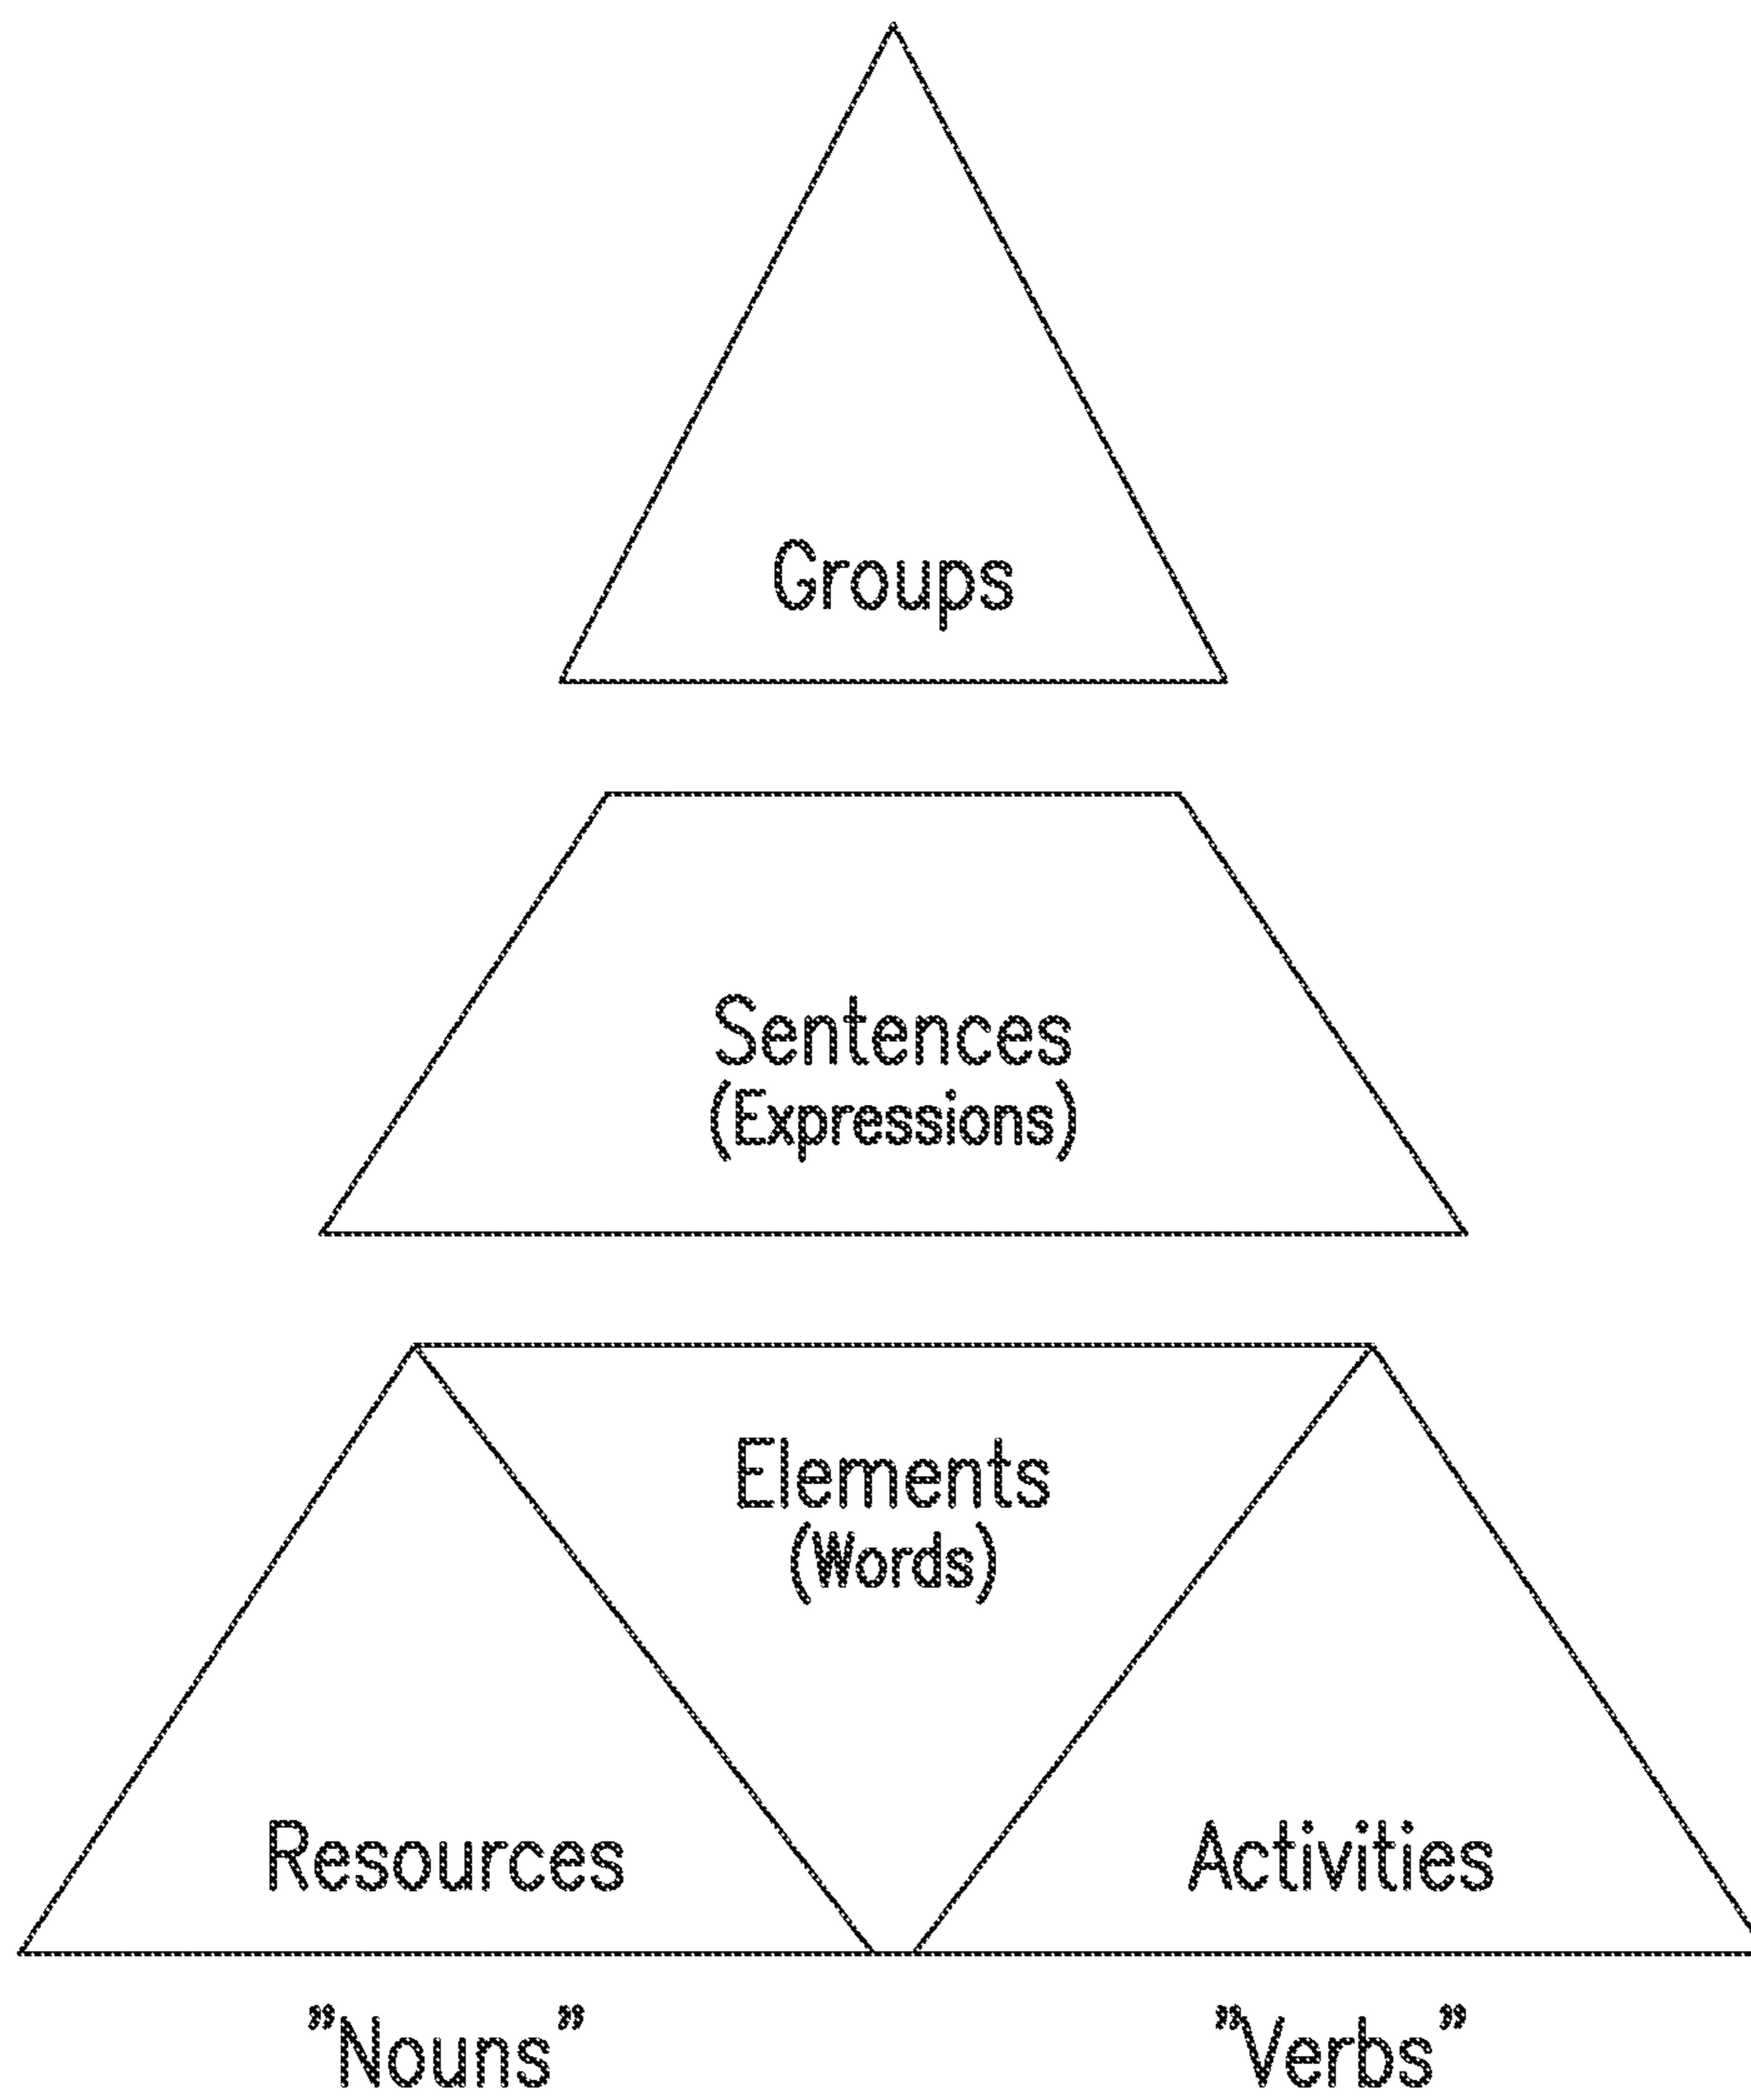 Groups
Sentences
(Expressions)
Elements
(Words)
Resources
Activities
”Nouns”
”Verbs”